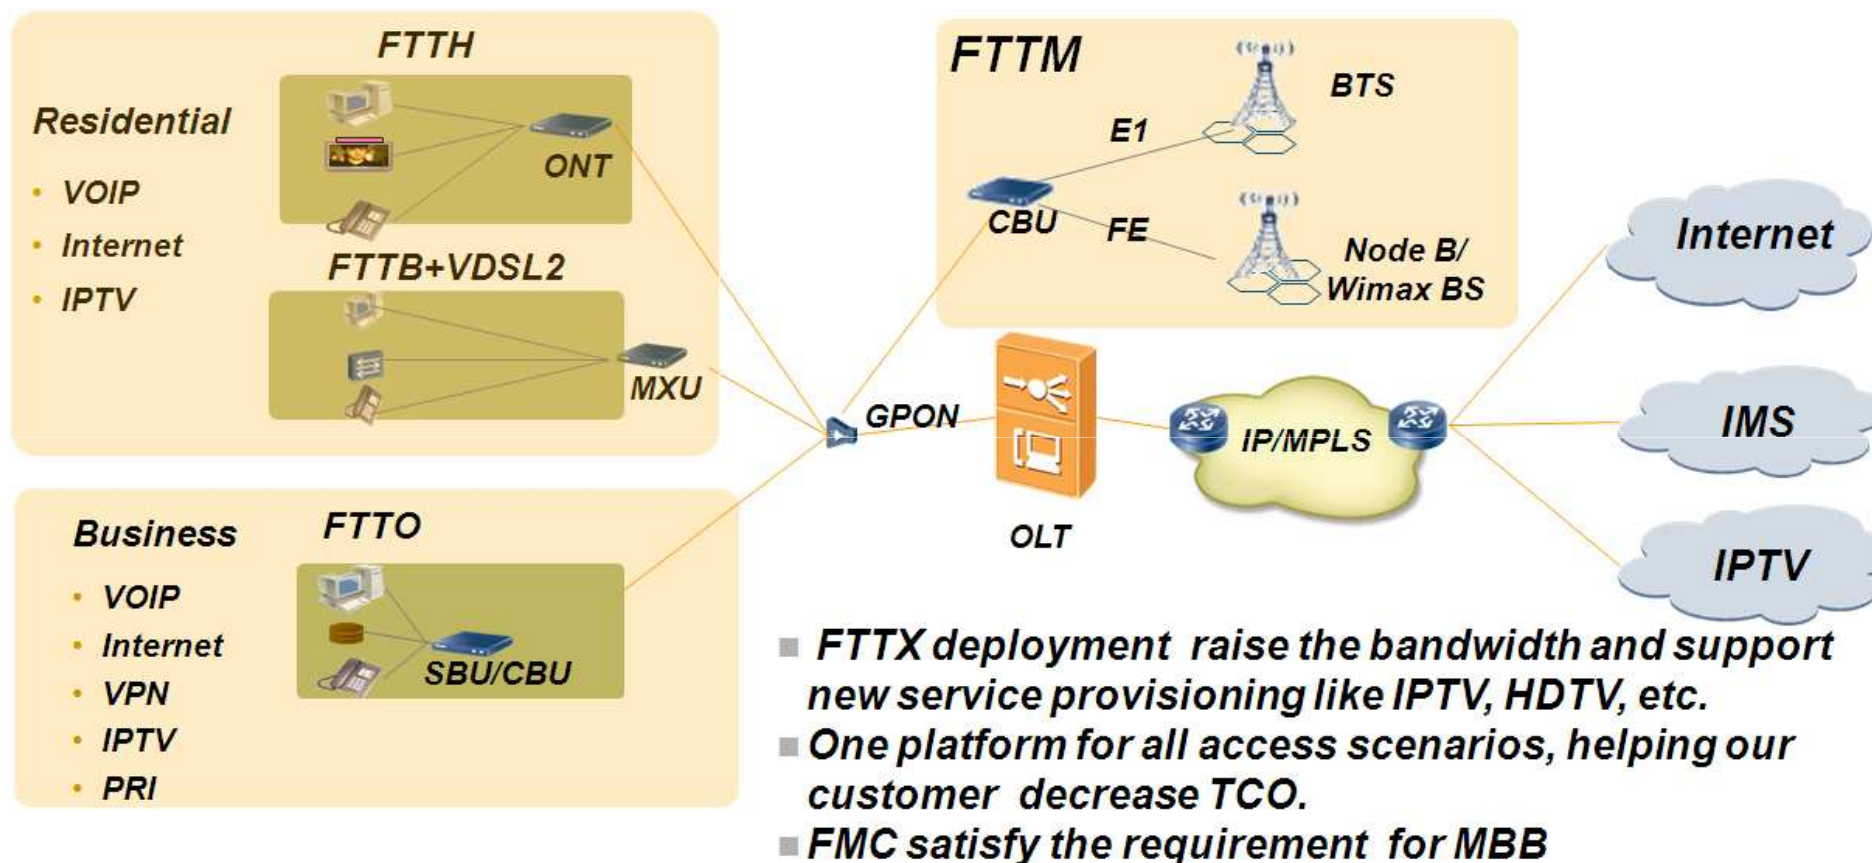 FTTH
Residential
• VOIP
• Internet
• IPTV
ONT
FTTB+VDSL2
MXU
Business
• VOIP
• Internet
• VPN
• IPTV
• PRI
FTTO
SBU/CBU
FTTM
BTS
E1
CBU
FE
Node B/
Wimax BS
GPON
OLT
IP/MPLS
Internet
IMS
IPTV
■ FTTX deployment raise the bandwidth and support
new service provisioning like IPTV, HDTV, etc.
■ One platform for all access scenarios, helping our
customer decrease TCO.
■ FMC satisfy the requirement for MBB